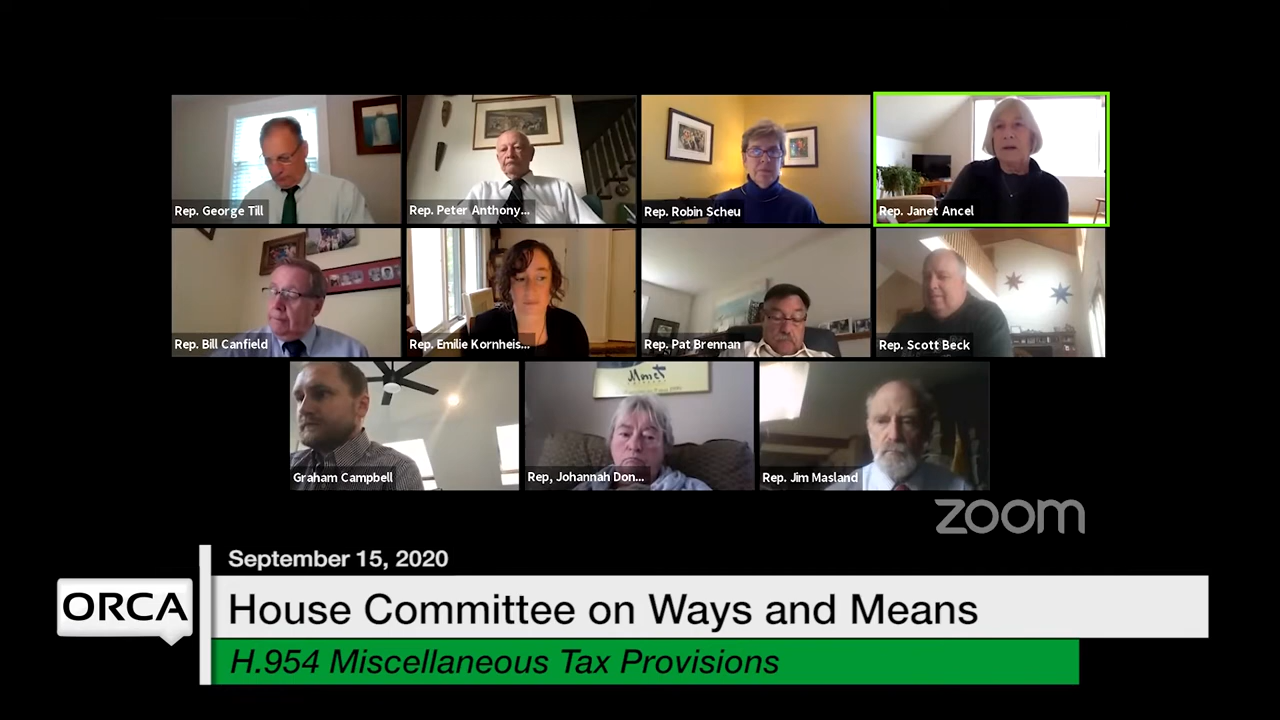 Rep. George Till
Rep. Peter Anthony...
Rep. Robin Scheu
Rep. Janet Ancel
Rep. Bill Canfield
Rep. Emilie Kornheis...
Rep. Pat Brennan
Rep. Scott Beck
Monet
Graham Campbell
Rep, Johannah Don...
Rep. Jim Masland
zoom
September 15, 2020
ORCA
House Committee on Ways and Means
H.954 Miscellaneous Tax Provisions